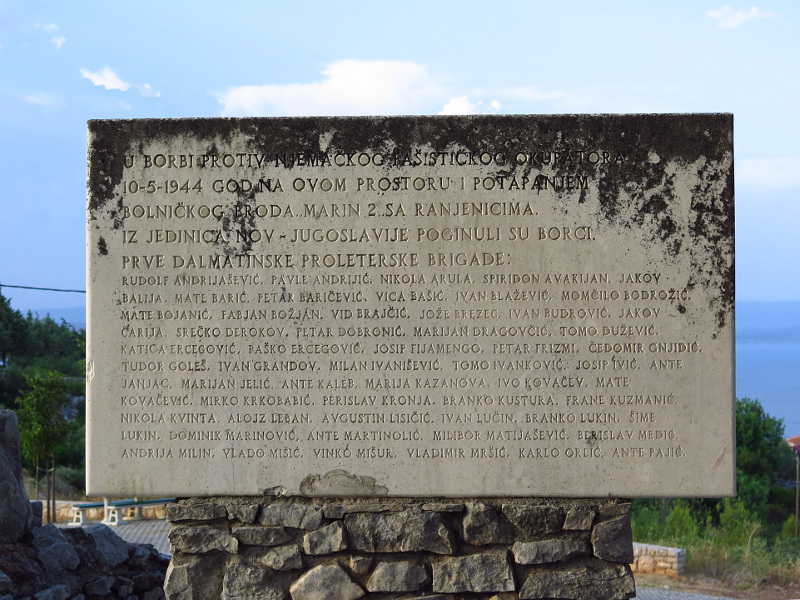 U BORBI PROTIV NJEMAČKOG FAŠISTIČKOG OKUPATORA
10-5-1944 GOD NA OVOM PROSTORU I POTAPANJEM
BOLNIČKOG BRODA „MARIN 2„ SA RANJENICIMA.
IZ JEDINICA NOV-JUGOSLAVIJE POGINULI SU BORCI.
PRVE DALMATINSKE PROLETERSKE BRIGADE:
RUDOLF ANDRIJAŠEVIĆ, PAVLE ANDRIJIĆ, NIKOLA ARULA, SPIRIDON AVAKIJAN, JAKOV
BALIJA, MATE BARIĆ, PETAR BARIČEVIĆ, VICA BAŠIĆ, IVAN BLAŽEVIĆ, MOMČILO BODROŽIĆ,
MATE BOJANIĆ, FABJAN BOŽJAN, VID BRAJČIĆ, JOŽE BREZEC, IVAN BUDROVIĆ, JAKOV
ČARIJA, SREČKO DEROKOV, PETAR DOBRONIĆ, MARIJAN DRAGOVČIĆ, TOMO DUŽEVIĆ,
KATICA ERCEGOVIĆ, PAŠKO ERCEGOVIĆ, JOSIP FIJAMENGO, PETAR FRIZMI, ČEDOMIR GNJIDIĆ,
TUDOR GOLEŠ, IVAN GRANDOV, MILAN IVANIŠEVIĆ, TOMO IVANKOVIĆ, JOSIP IVIĆ, ANTE
JANJAC, MARIJAN JELIĆ, ANTE KALEB, MARIJA KAZANOVA, IVO KOVAČEV, MATE
KOVAČEVIĆ, MIRKO KRKOBABIĆ, PERISLAV KRONJA, BRANKO KUSTURA, FRANE KUZMANIĆ,
NIKOLA KVINTA, ALOJZ LEBAN, AVGUSTIN LISIČIĆ, IVAN LUČIN, BRANKO LUKIN, ŠIME
LUKIN, DOMINIK MARINOVIĆ, ANTE MARTINOLIĆ, MILIBOR MATIJAŠEVIĆ, BERISLAV MEDIĆ,
ANDRIJA MILIN, VLADO MIŠIĆ, VINKO MIŠUR, VLADIMIR MRŠIĆ, KARLO ORLIĆ, ANTE PAJIĆ,